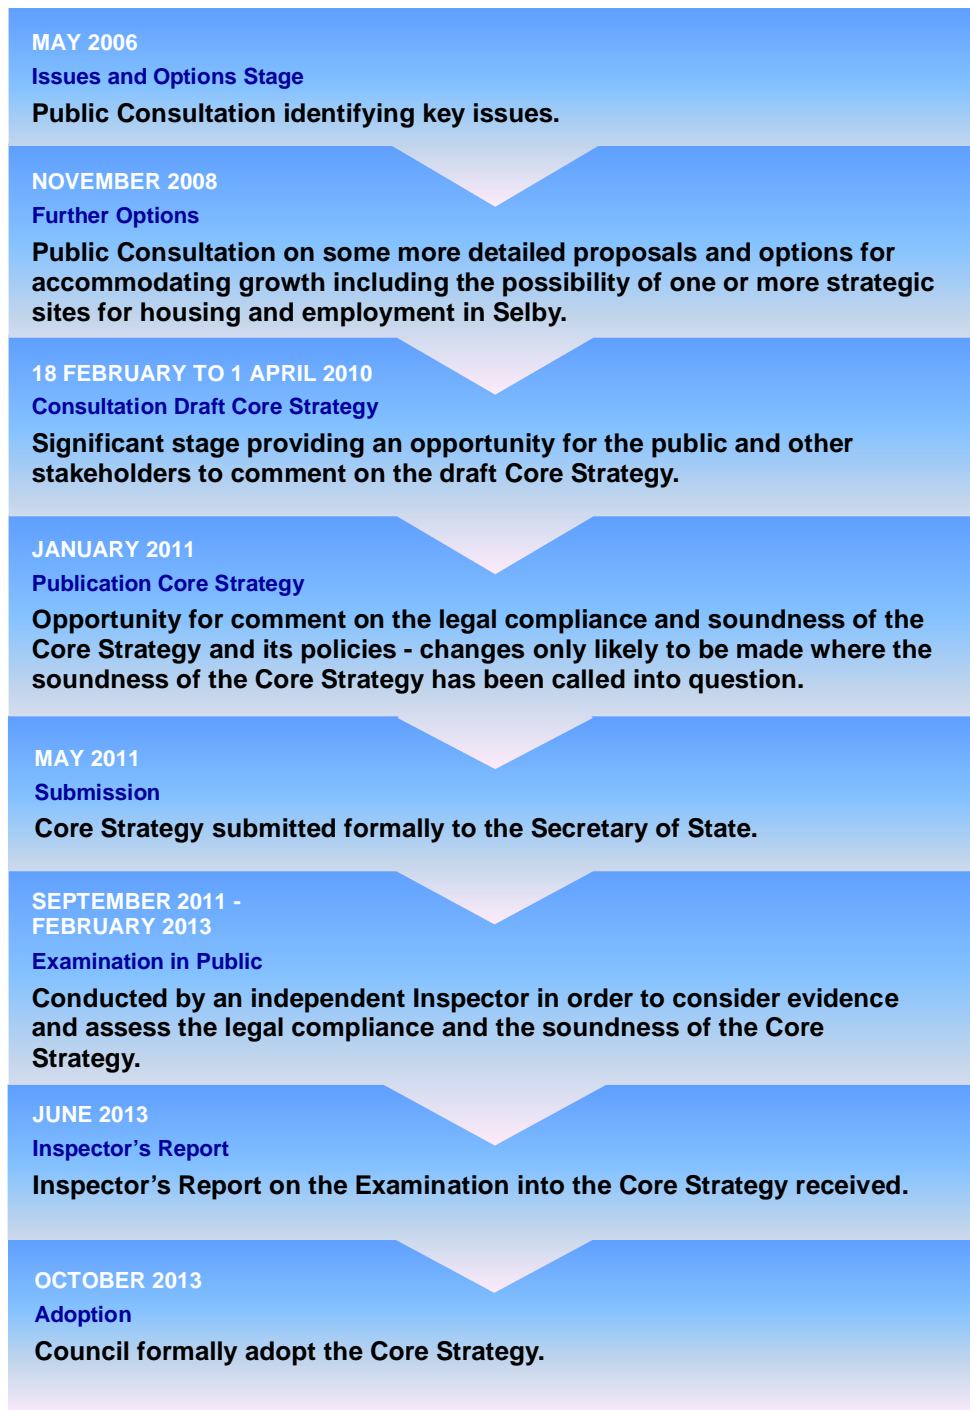 MAY 2006
Issues and Options Stage
Public Consultation identifying key issues.
NOVEMBER 2008
Further Options
Public Consultation on some more detailed proposals and options for
accommodating growth including the possibility of one or more strategic
sites for housing and employment in Selby.
18 FEBRUARY TO 1 APRIL 2010
Consultation Draft Core Strategy
Significant stage providing an opportunity for the public and other
stakeholders to comment on the draft Core Strategy.
JANUARY 2011
Publication Core Strategy
Opportunity for comment on the legal compliance and soundness of the
Core Strategy and its policies - changes only likely to be made where the
soundness of the Core Strategy has been called into question.
MAY 2011
Submission
Core Strategy submitted formally to the Secretary of State.
SEPTEMBER 2011 -
FEBRUARY 2013
Examination in Public
Conducted by an independent Inspector in order to consider evidence
and assess the legal compliance and the soundness of the Core
Strategy.
JUNE 2013
Inspector’s Report
Inspector’s Report on the Examination into the Core Strategy received.
OCTOBER 2013
Adoption
Council formally adopt the Core Strategy.